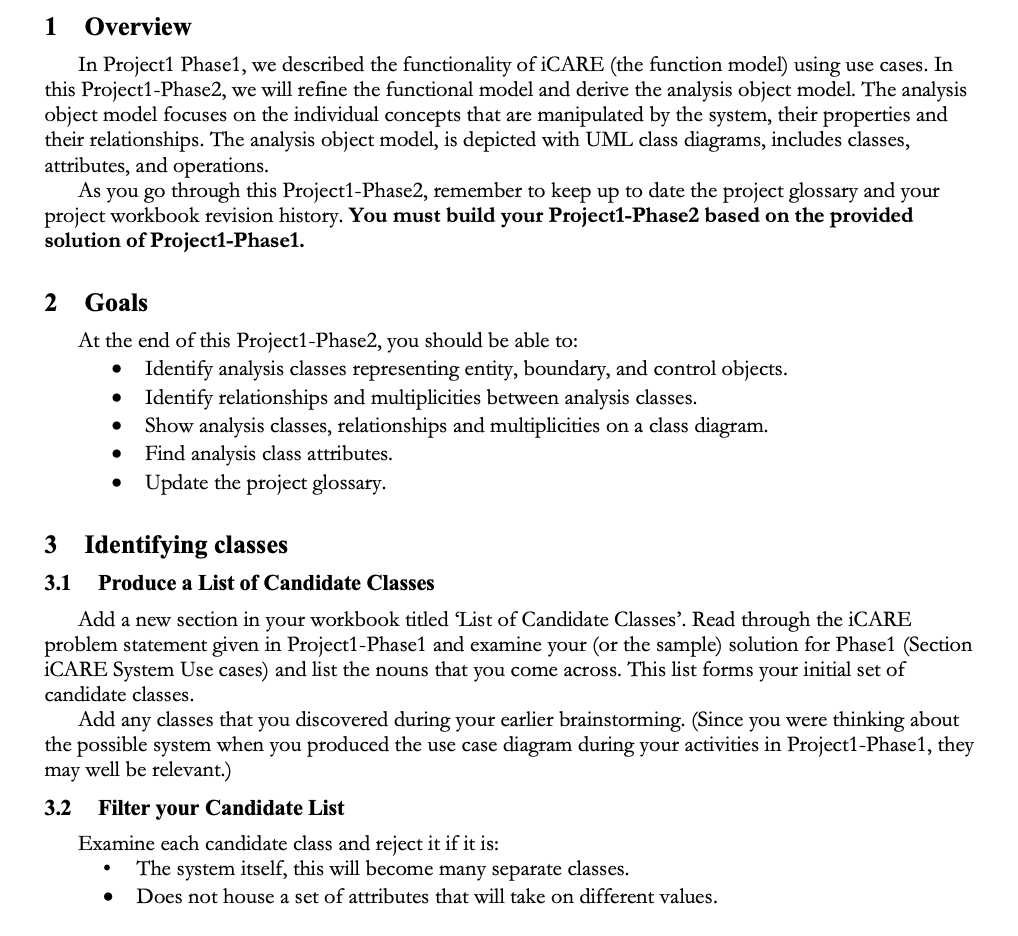 1 Overview
In Project1 Phase1, we described the functionality of iCARE (the function model) using use cases. In
this Project1-Phase2, we will refine the functional model and derive the analysis object model. The analysis
object model focuses on the individual concepts that are manipulated by the system, their properties and
their relationships. The analysis object model, is depicted with UML class diagrams, includes classes,
attributes, and operations.
As you go through this Project1-Phase2, remember to keep up to date the project glossary and your
project workbook revision history. You must build your Project1-Phase2 based on the provided
solution of Project1-Phase1.
2 Goals
At the end of this Project1-Phase2, you should be able to:
• Identify analysis classes representing entity, boundary, and control objects.
• Identify relationships and multiplicities between analysis classes.
• Show analysis classes, relationships and multiplicities on a class diagram.
• Find analysis class attributes.
• Update the project glossary.
3 Identifying classes
3.1 Produce a List of Candidate Classes
Add a new section in your workbook titled ‘List of Candidate Classes’. Read through the iCARE
problem statement given in Project1-Phase1 and examine your (or the sample) solution for Phase1 (Section
iCARE System Use cases) and list the nouns that you come across. This list forms your initial set of
candidate classes.
Add any classes that you discovered during your earlier brainstorming. (Since you were thinking about
the possible system when you produced the use case diagram during your activities in Project1-Phase1, they
may well be relevant.)
3.2 Filter your Candidate List
Examine each candidate class and reject it if it is:
• The system itself, this will become many separate classes.
• Does not house a set of attributes that will take on different values.